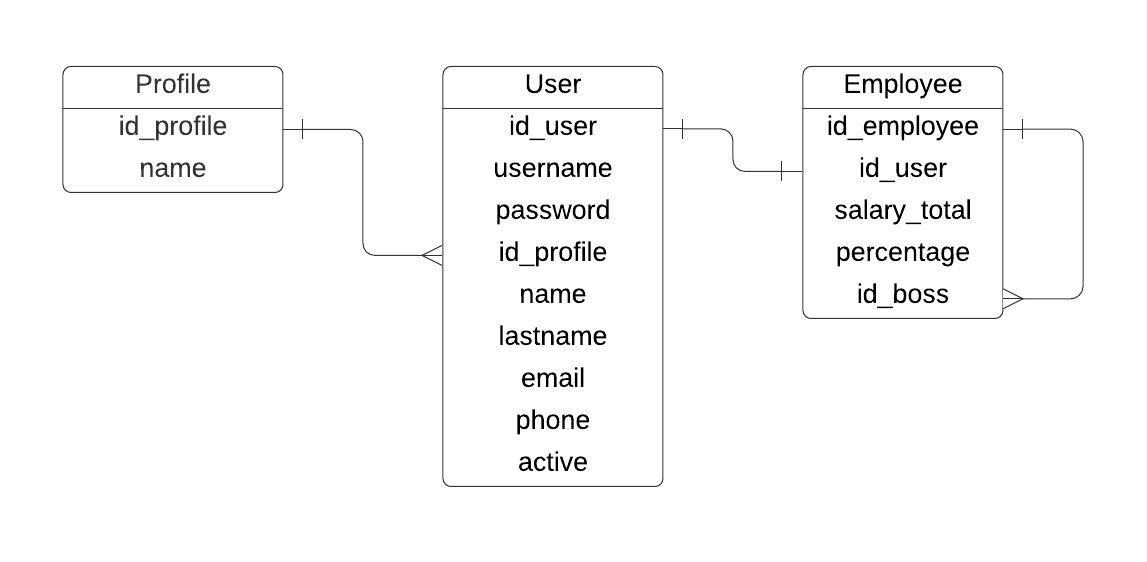 Profile
id_profile
name
User
id_user
username
password
id_profile
name
lastname
email
phone
active
Employee
id_employee
id_user
salary_total
percentage
id_boss